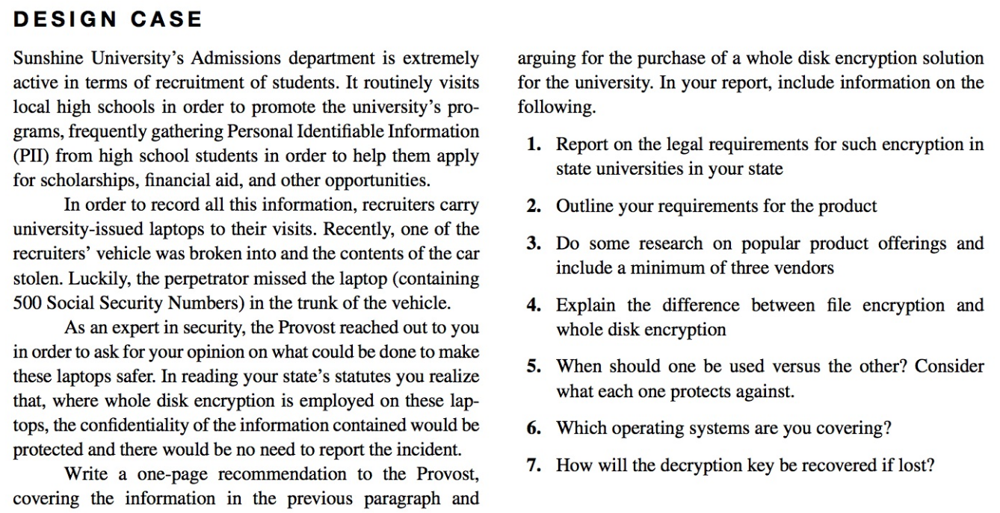 DESIGN CASE
Sunshine University's Admissions department is extremely
active in terms of recruitment of students. It routinely visits
local high schools in order to promote the university's pro-
grams, frequently gathering Personal Identifiable Information
(PII) from high school students in order to help them apply
for scholarships, financial aid, and other opportunities.
In order to record all this information, recruiters carry
university-issued laptops to their visits. Recently, one of the
recruiters' vehicle was broken into and the contents of the car
stolen. Luckily, the perpetrator missed the laptop (containing
500 Social Security Numbers) in the trunk of the vehicle.
As an expert in security, the Provost reached out to you
in order to ask for your opinion on what could be done to make
these laptops safer. In reading your state's statutes you realize
that, where whole disk encryption is employed on these lap-
tops, the confidentiality of the information contained would be
protected and there would be no need to report the incident.
Write a one-page recommendation to the Provost,
covering the information in the previous paragraph and
arguing for the purchase of a whole disk encryption solution
for the university. In your report, include information on the
following.
1. Report on the legal requirements for such encryption in
state universities in your state
2. Outline your requirements for the product
3. Do some research on popular product offerings and
include a minimum of three vendors
4. Explain the difference between file encryption and
whole disk encryption
5. When should one be used versus the other? Consider
what each one protects against.
6. Which operating systems are you covering?
7. How will the decryption key be recovered if lost?